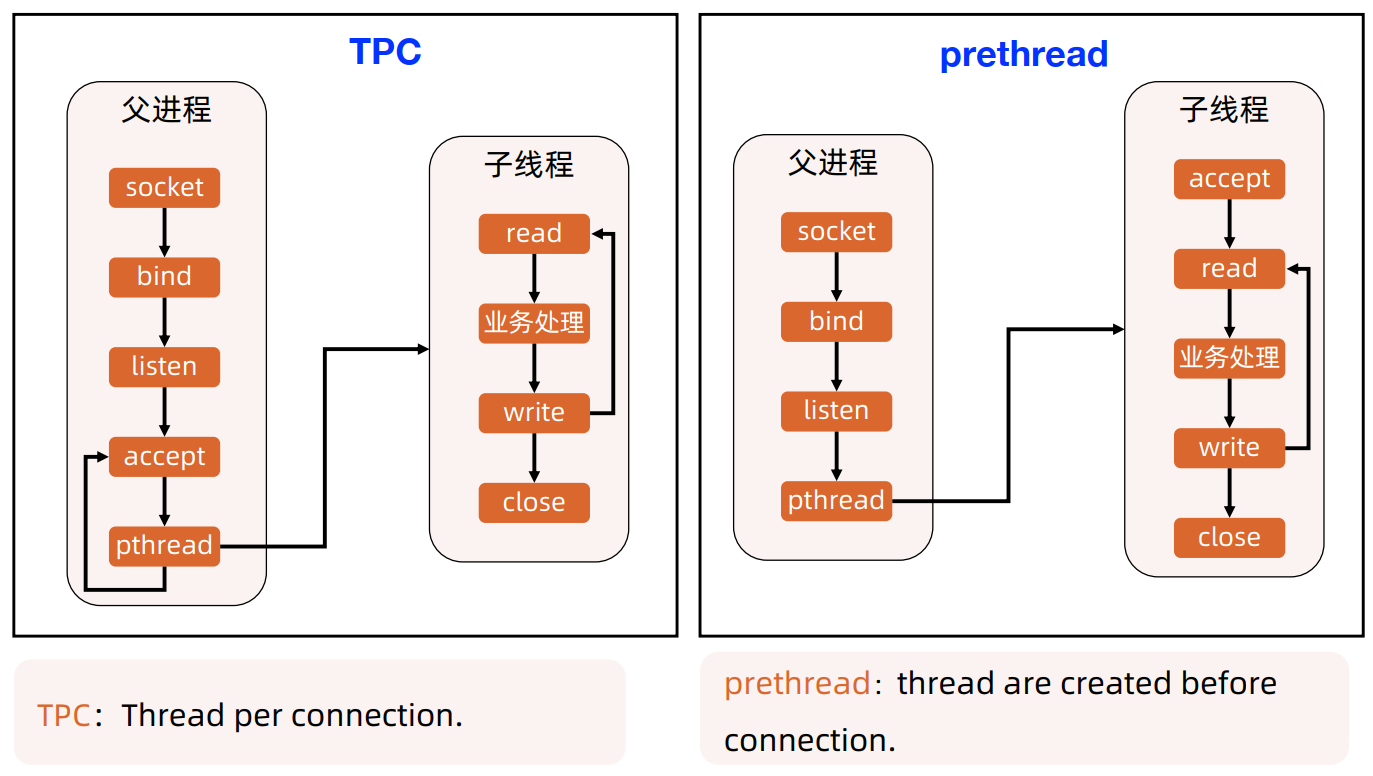 TPC
父进程
socket
bind
listen
accept
pthread
子线程
read
业务处理
write
close
prethread
父进程
socket
bind
listen
pthread
子线程
accept
read
业务处理
write
close
TPC：Thread per connection.
prethread：thread are created before
connection.